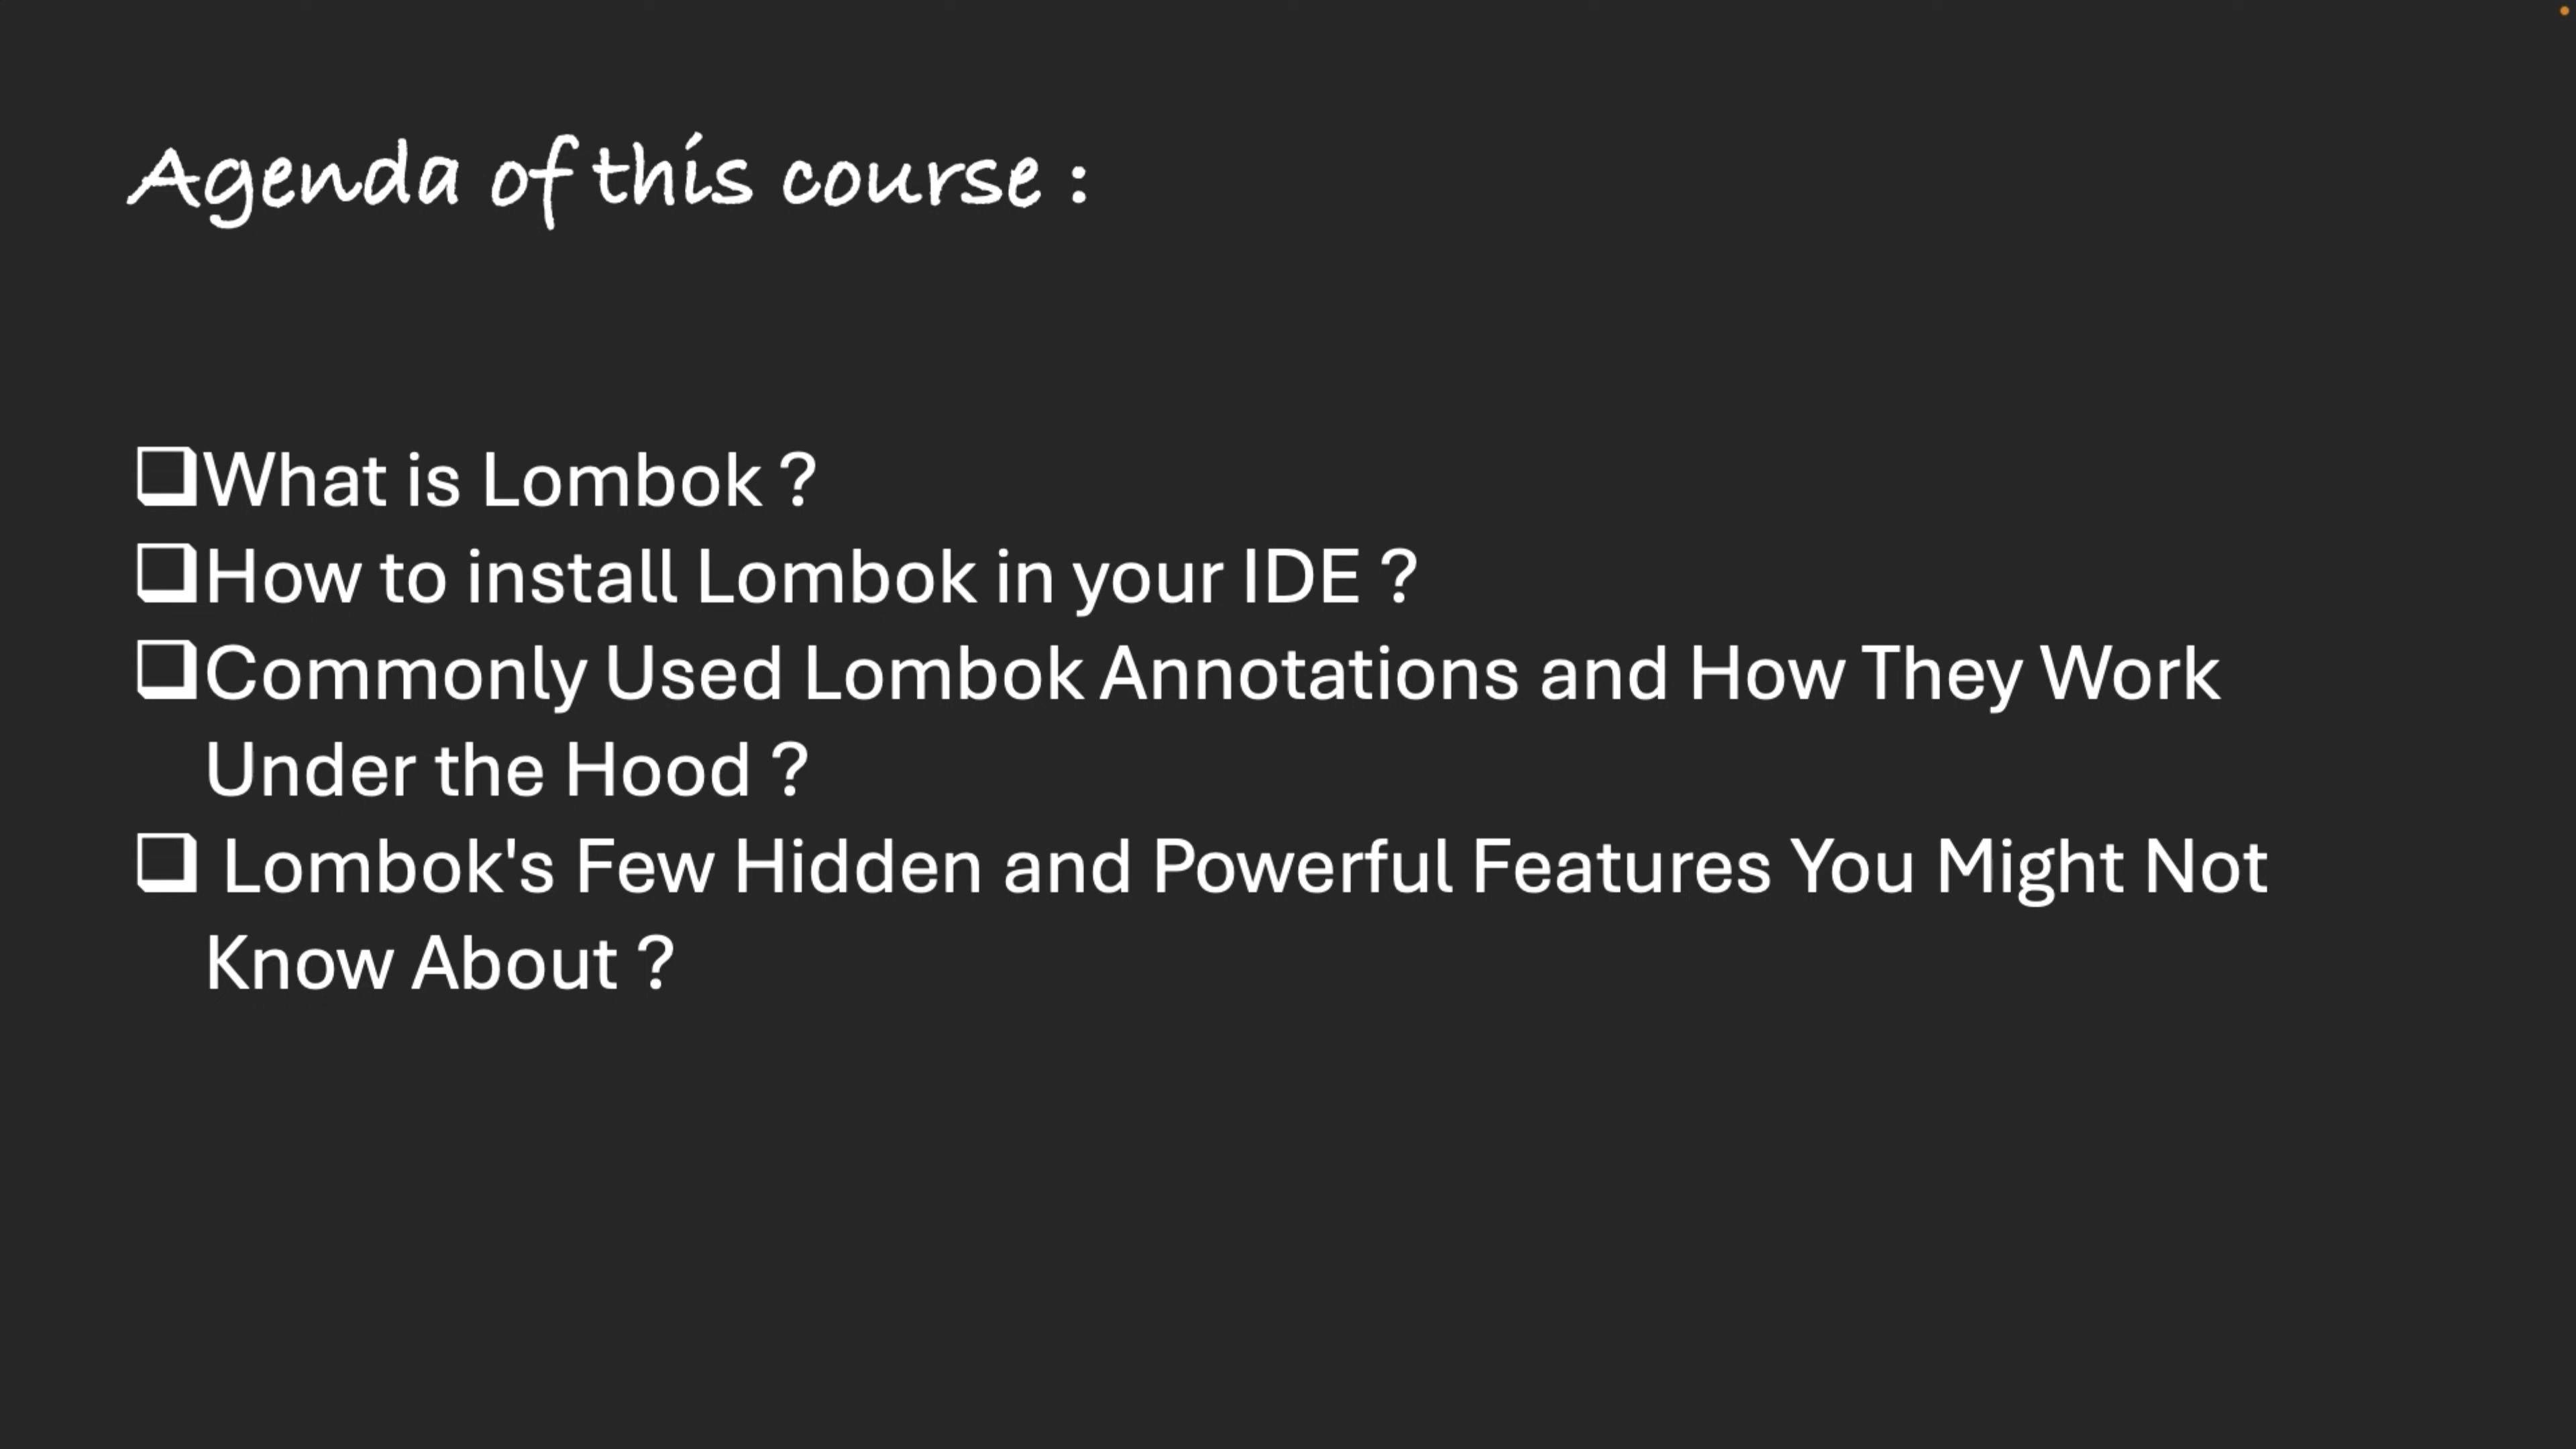 Agenda of this course :
❑What is Lombok ?
❑How to install Lombok in your IDE ?
❑Commonly Used Lombok Annotations and How They Work
Under the Hood ?
❑ Lombok's Few Hidden and Powerful Features You Might Not
Know About ?